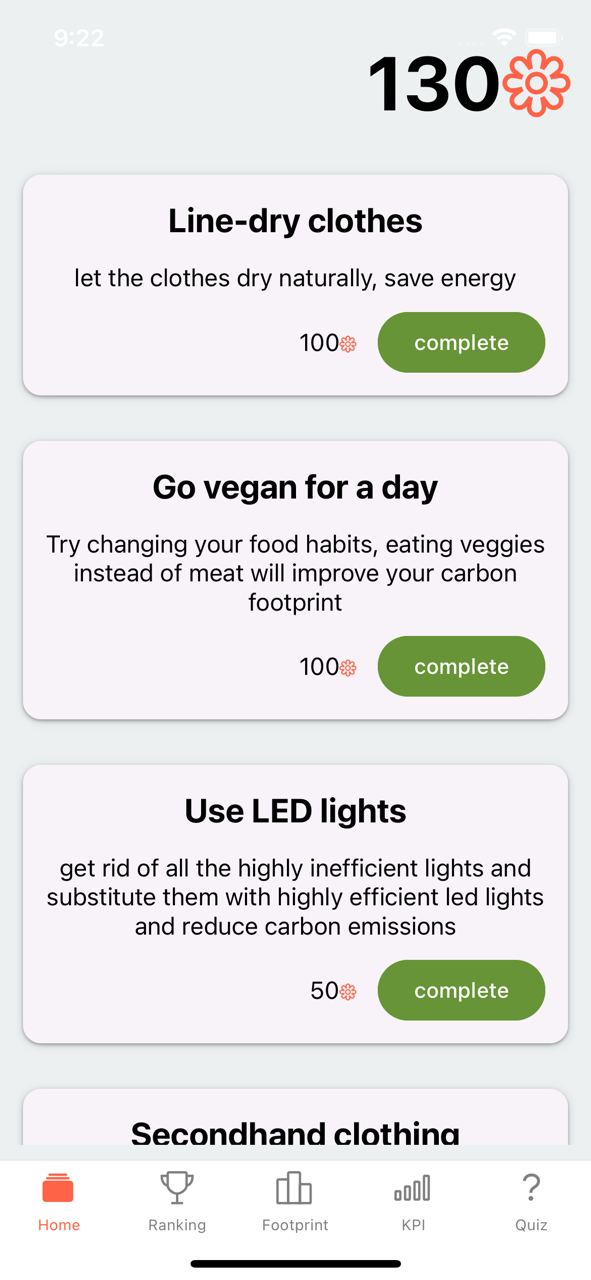 9:22
130
Line-dry clothes
let the clothes dry naturally, save energy
100
complete
Go vegan for a day
Try changing your food habits, eating veggies
instead of meat will improve your carbon
footprint
100
complete
Use LED lights
get rid of all the highly inefficient lights and
substitute them with highly efficient led lights
and reduce carbon emissions
50
complete
Secondhand clothing
Home
Ranking
Footprint
KPI
Quiz